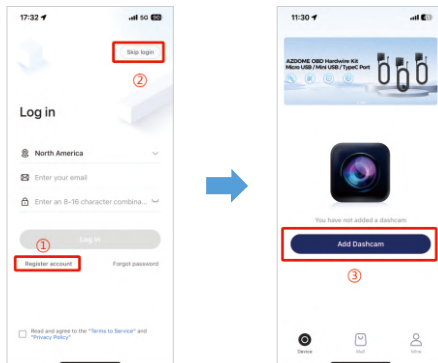 17:32
5G
Skip login
②
Log in
North America
Enter your email
Enter an 8-16 character combina...
Log in
①
Register account
Forgot password
Read and agree to the "Terms to Service" and
"Privacy Policy"
11:30
AZDOME OBD Hardwire Kit
Micro USB / Mini USB / TypeC Port
You have not added a dashcam
Add Dashcam
③
Device
Mall
Mine